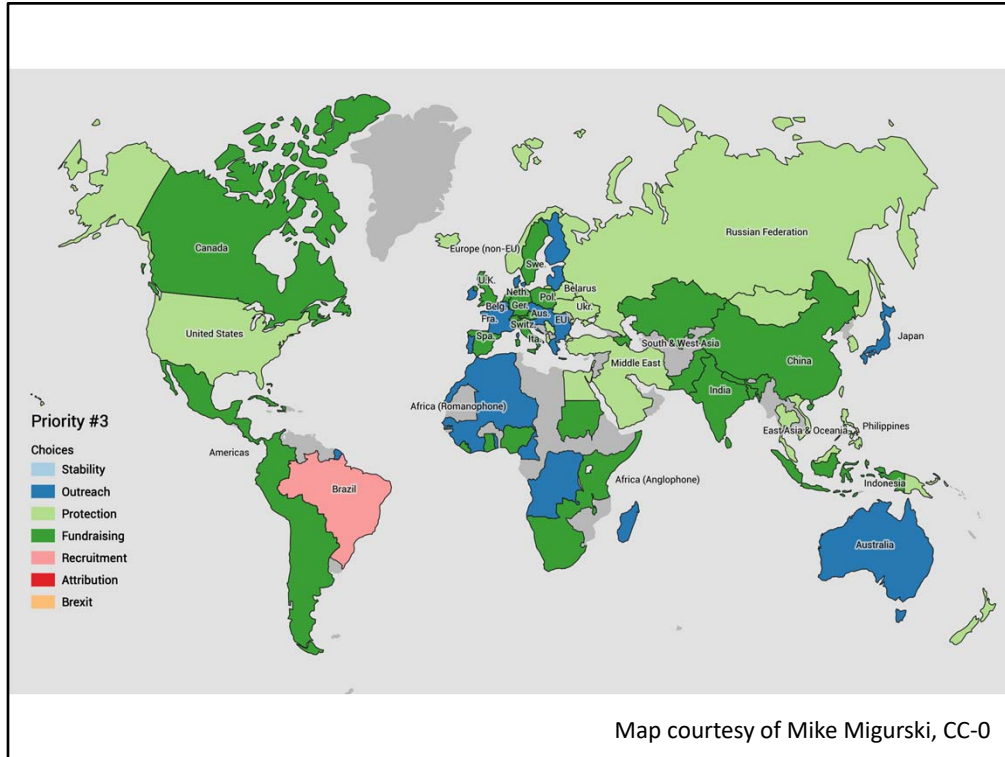 Canada
United States
Americas
Brazil
Europe (non-EU)
Swe.
U.K.
Neth.
Ger.
Pol.
Belarus
Belg.
Ukr.
Aus.
EU
Fra.
Switz.
Spa.
Ita.
Russian Federation
South & West Asia
Middle East
China
Japan
India
Africa (Romanophone)
Africa (Anglophone)
East Asia & Oceania
Philippines
Indonesia
Australia
Priority #3
Choices
Stability
Outreach
Protection
Fundraising
Recruitment
Attribution
Brexit
Map courtesy of Mike Migurski, CC-0